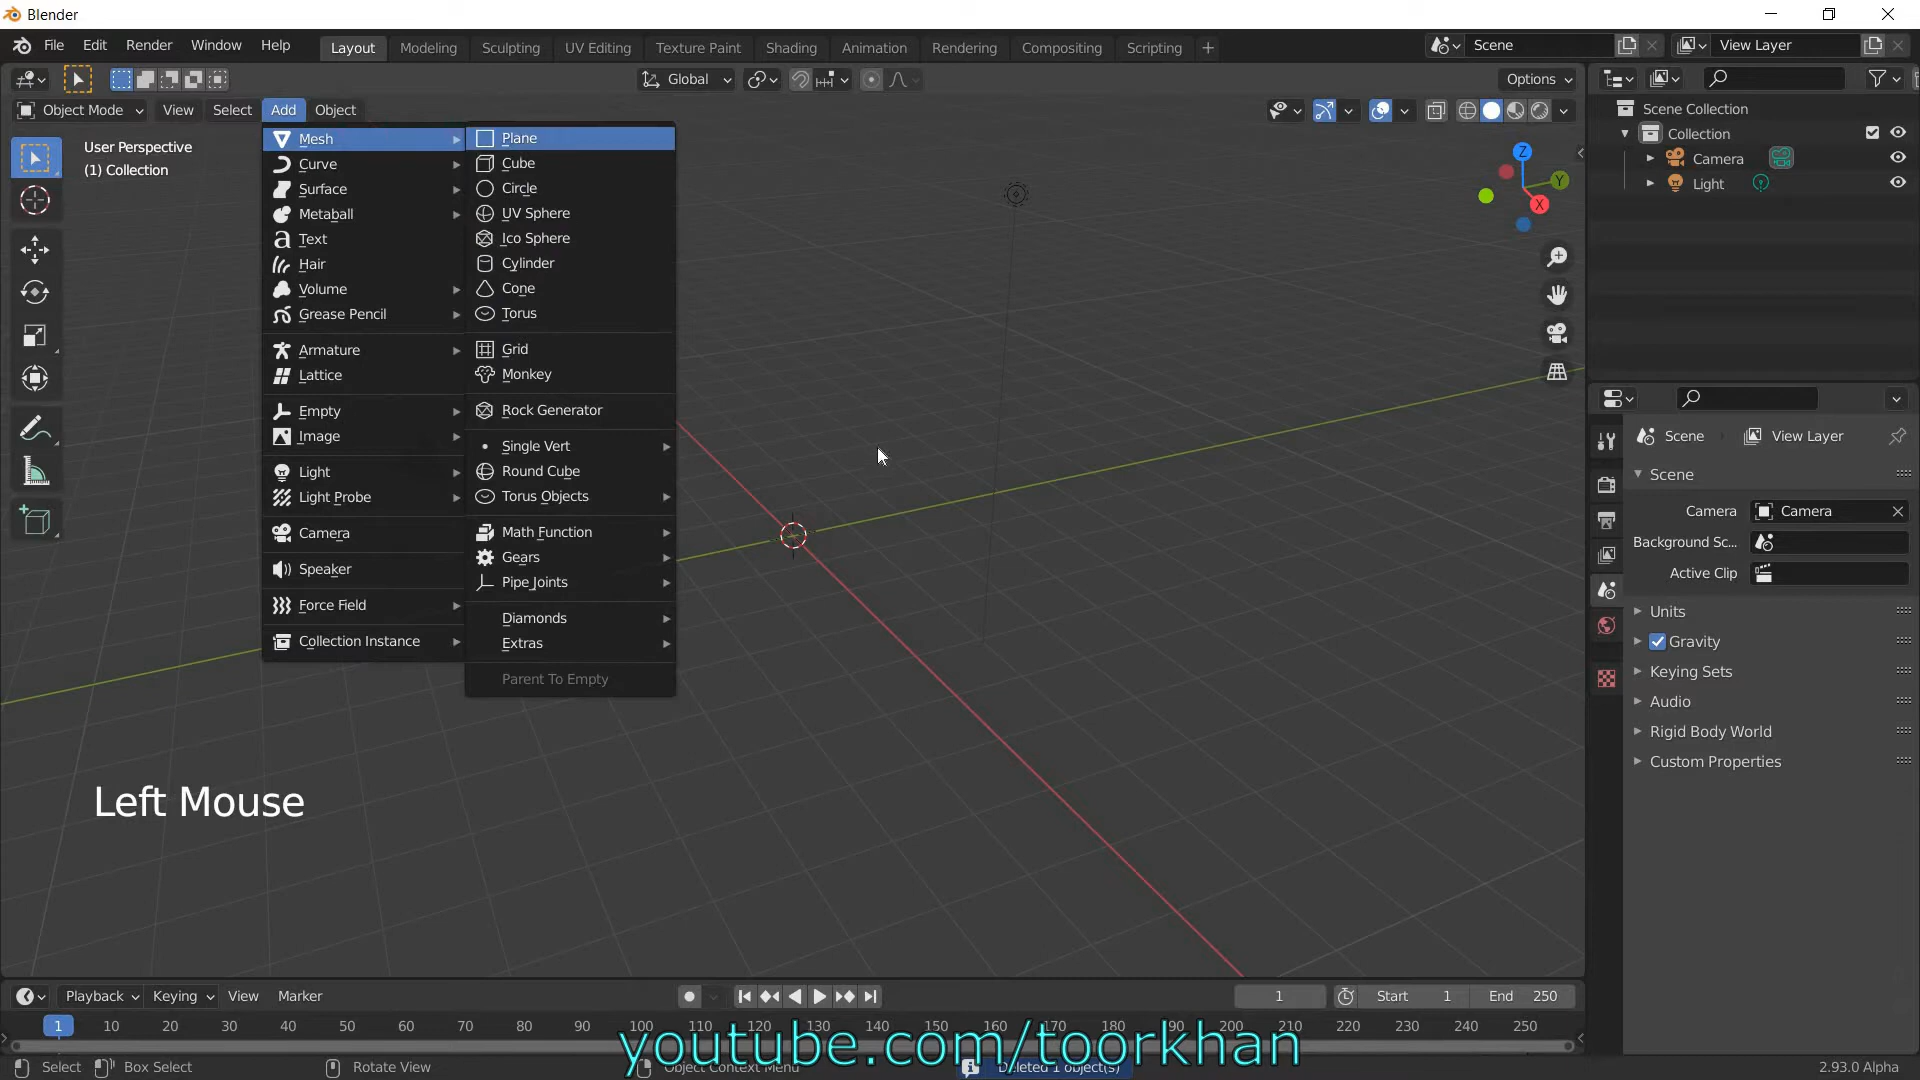 Blender
File Edit Render Window Help Layout Modeling Sculpting UV Editing Texture Paint Shading Animation Rendering Compositing Scripting + Scene View Layer
Global Options
Object Mode View Select Add Object
User Perspective
(1) Collection
Mesh
Curve
Surface
Metaball
Text
Hair
Volume
Grease Pencil
Armature
Lattice
Empty
Image
Light
Light Probe
Camera
Speaker
Force Field
Collection Instance
Plane
Cube
Circle
UV Sphere
Ico Sphere
Cylinder
Cone
Torus
Grid
Monkey
Rock Generator
Single Vert
Round Cube
Torus Objects
Math Function
Gears
Pipe Joints
Diamonds
Extras
Parent To Empty
Z
Y
X
Scene Collection
Collection
Camera
Light
Scene View Layer
Scene
Camera Camera
Background Sc...
Active Clip
Units
Gravity
Keying Sets
Audio
Rigid Body World
Custom Properties
Left Mouse
Playback Keying View Marker 1 Start 1 End 250
1 10 20 30 40 50 60 70 80 90 100 110 120 130 140 150 160 170 180 190 200 210 220 230 240 250
youtube.com/toorkhan
Select Box Select Rotate View Object Context Menu Deleted 1 object(s) 2.93.0 Alpha